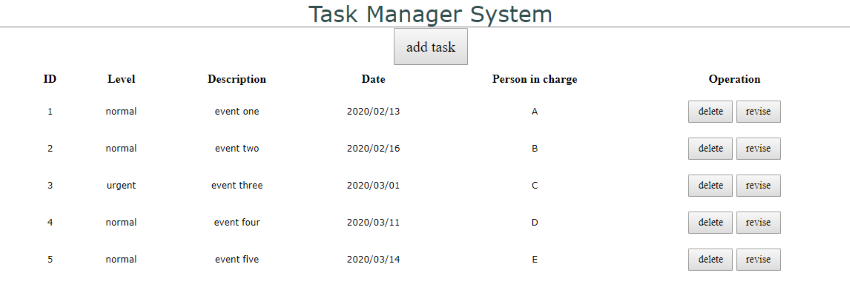 Task Manager System
add task
ID Level Description Date Person in charge Operation
1 normal event one 2020/02/13 A delete revise
2 normal event two 2020/02/16 B delete revise
3 urgent event three 2020/03/01 C delete revise
4 normal event four 2020/03/11 D delete revise
5 normal event five 2020/03/14 E delete revise